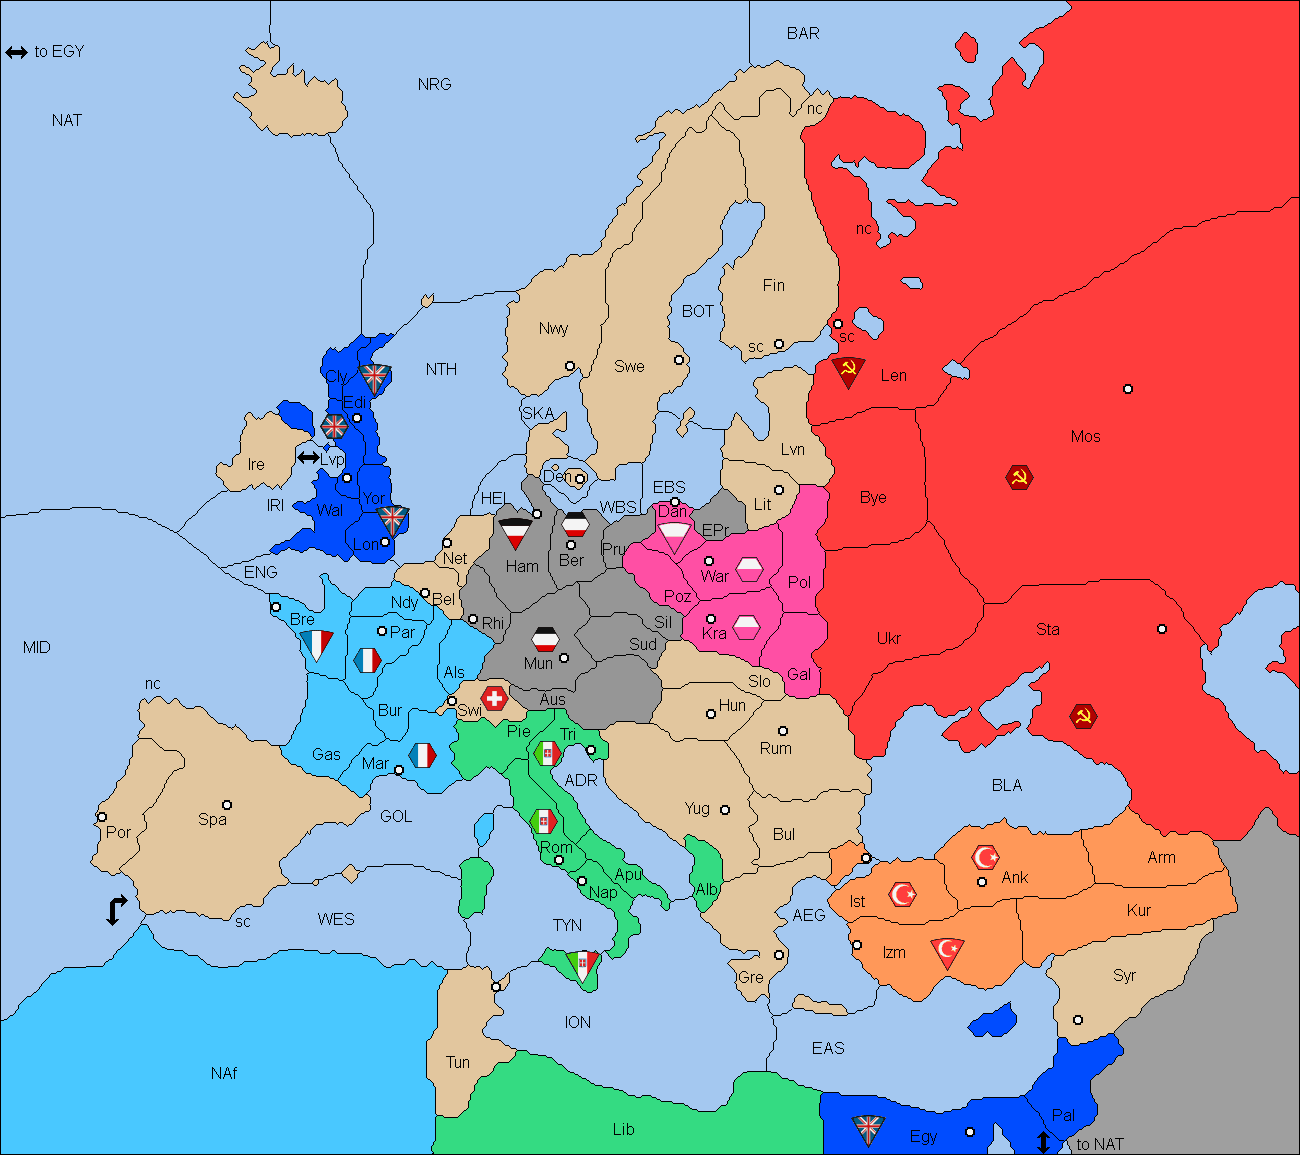 BAR
to EGY
NRG
nc
NAT
nc
Fin
BOT
Nwy
sc
sc
Swe
NTH
Cly
Len
Edi
SKA
Mos
Lvn
Ire
Lvp
Den
EBS
HEL
Bye
Yor
IRI
WBS
Lit
Wal
Dan
EPr
Lon
Pru
Net
Ber
Ham
ENG
War
Pol
Poz
Bel
Ndy
Bre
Rhi
Sil
Sta
Par
Kra
Ukr
Sud
MID
Mun
Als
Gal
nc
Slo
Aus
Hun
Swi
Bur
Pie
Tri
Rum
Gas
Mar
ADR
BLA
Yug
GOL
Spa
Por
Bul
Rom
Arm
Apu
Ank
Alb
Nap
Ist
Kur
AEG
sc
WES
TYN
Izm
Gre
Syr
ION
EAS
Tun
NAf
Pal
Lib
Egy
to NAT